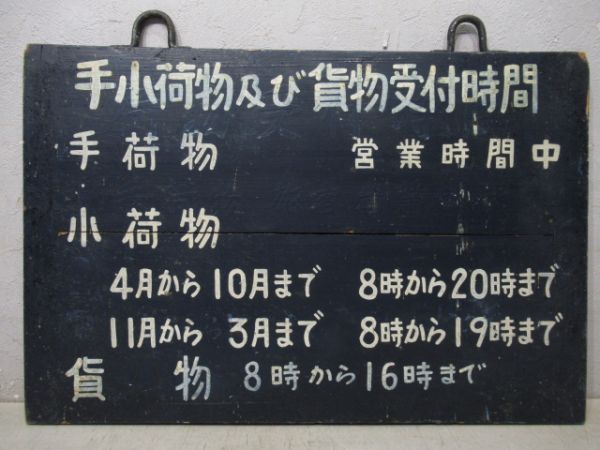 手小荷物及び貨物受付時間
手荷物 営業時間中
小荷物
4月から10月まで 8時から20時まで
11月から 3月まで 8時から19時まで
貨物 8時から16時まで